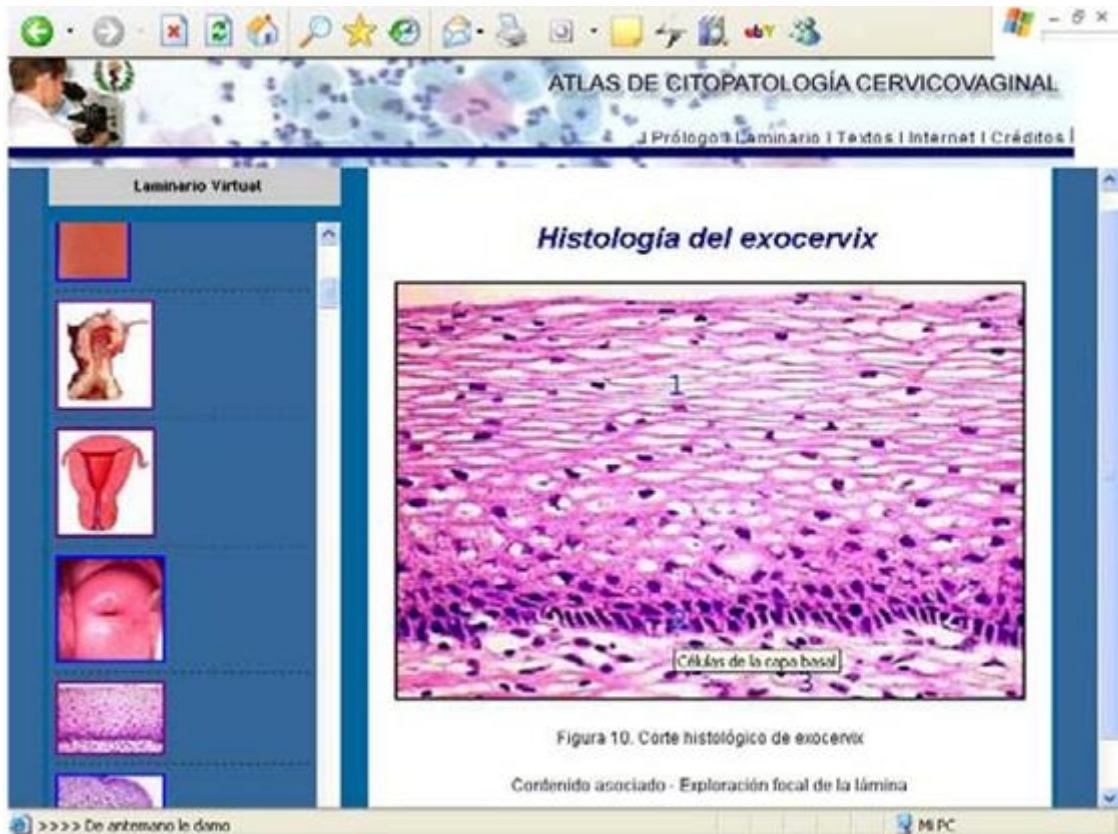 ATLAS DE CITOPATOLOGÍA CERVICOVAGINAL
| Prólogo | Laminario | Textos | Internet | Créditos |
Laminario Virtual
Histología del exocervix
1
2
Células de la capa basal
3
Figura 10. Corte histológico de exocervix
Contenido asociado - Exploración focal de la lámina
>>>> De antemano le damo
Mi PC